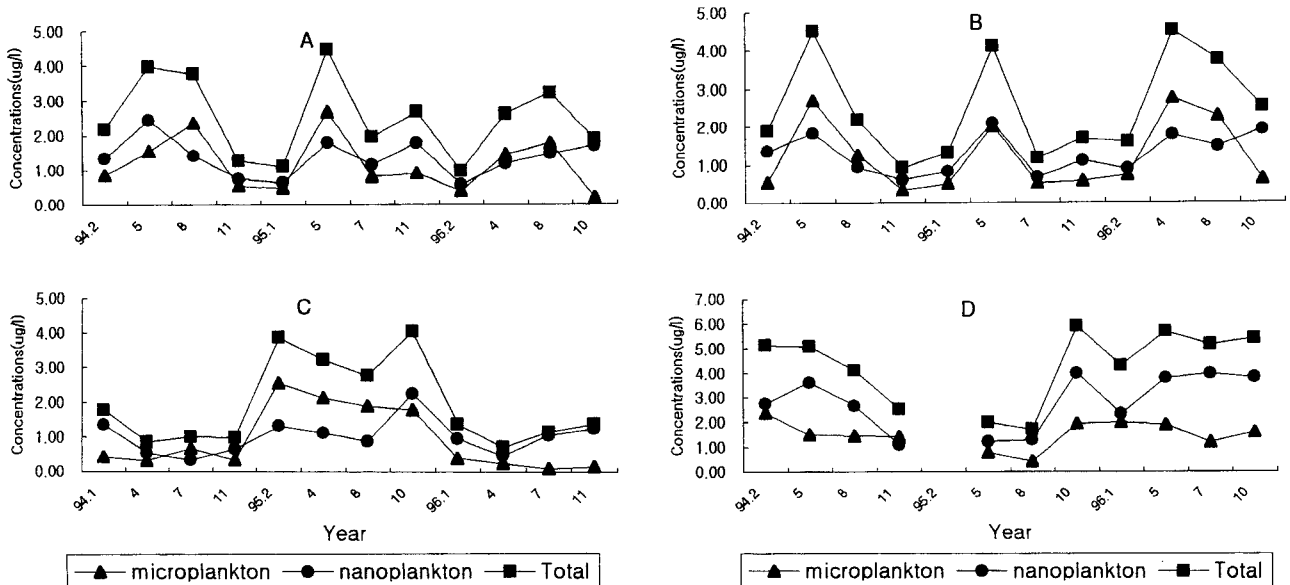 A
Concentrations(ug/l)
5.00
4.00
3.00
2.00
1.00
0.00
94.2 5 8 11 95.1 5 7 11 96.2 4 8 10
B
Concentrations(ug/l)
5.00
4.00
3.00
2.00
1.00
0.00
94.2 5 8 11 95.1 5 7 11 96.2 4 8 10
C
Concentrations(ug/l)
5.00
4.00
3.00
2.00
1.00
0.00
94.1 4 7 11 95.2 4 8 10 96.1 4 7 11
Year
microplankton nanoplankton Total
D
Concentrations(ug/l)
7.00
6.00
5.00
4.00
3.00
2.00
1.00
0.00
94.2 5 8 11 95.2 5 8 10 96.1 5 7 10
Year
microplankton nanoplankton Total